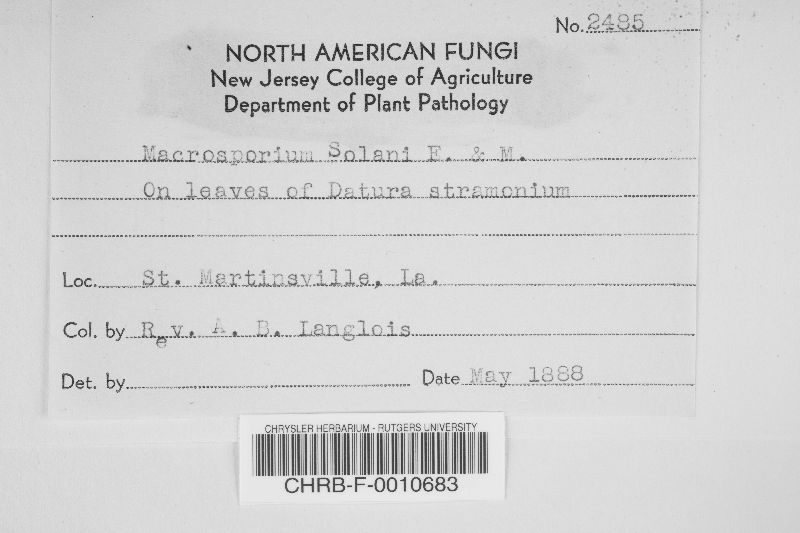 No. 2485
NORTH AMERICAN FUNGI
New Jersey College of Agriculture
Department of Plant Pathology
Macrosporium Solani E. & M.
On leaves of Datura stramonium
Loc. St. Martinsville, La.
Col. by Rev. A. B. Langlois
Det. by
Date May 1888
CHRYSLER HERBARIUM - RUTGERS UNIVERSITY
CHRB-F-0010683